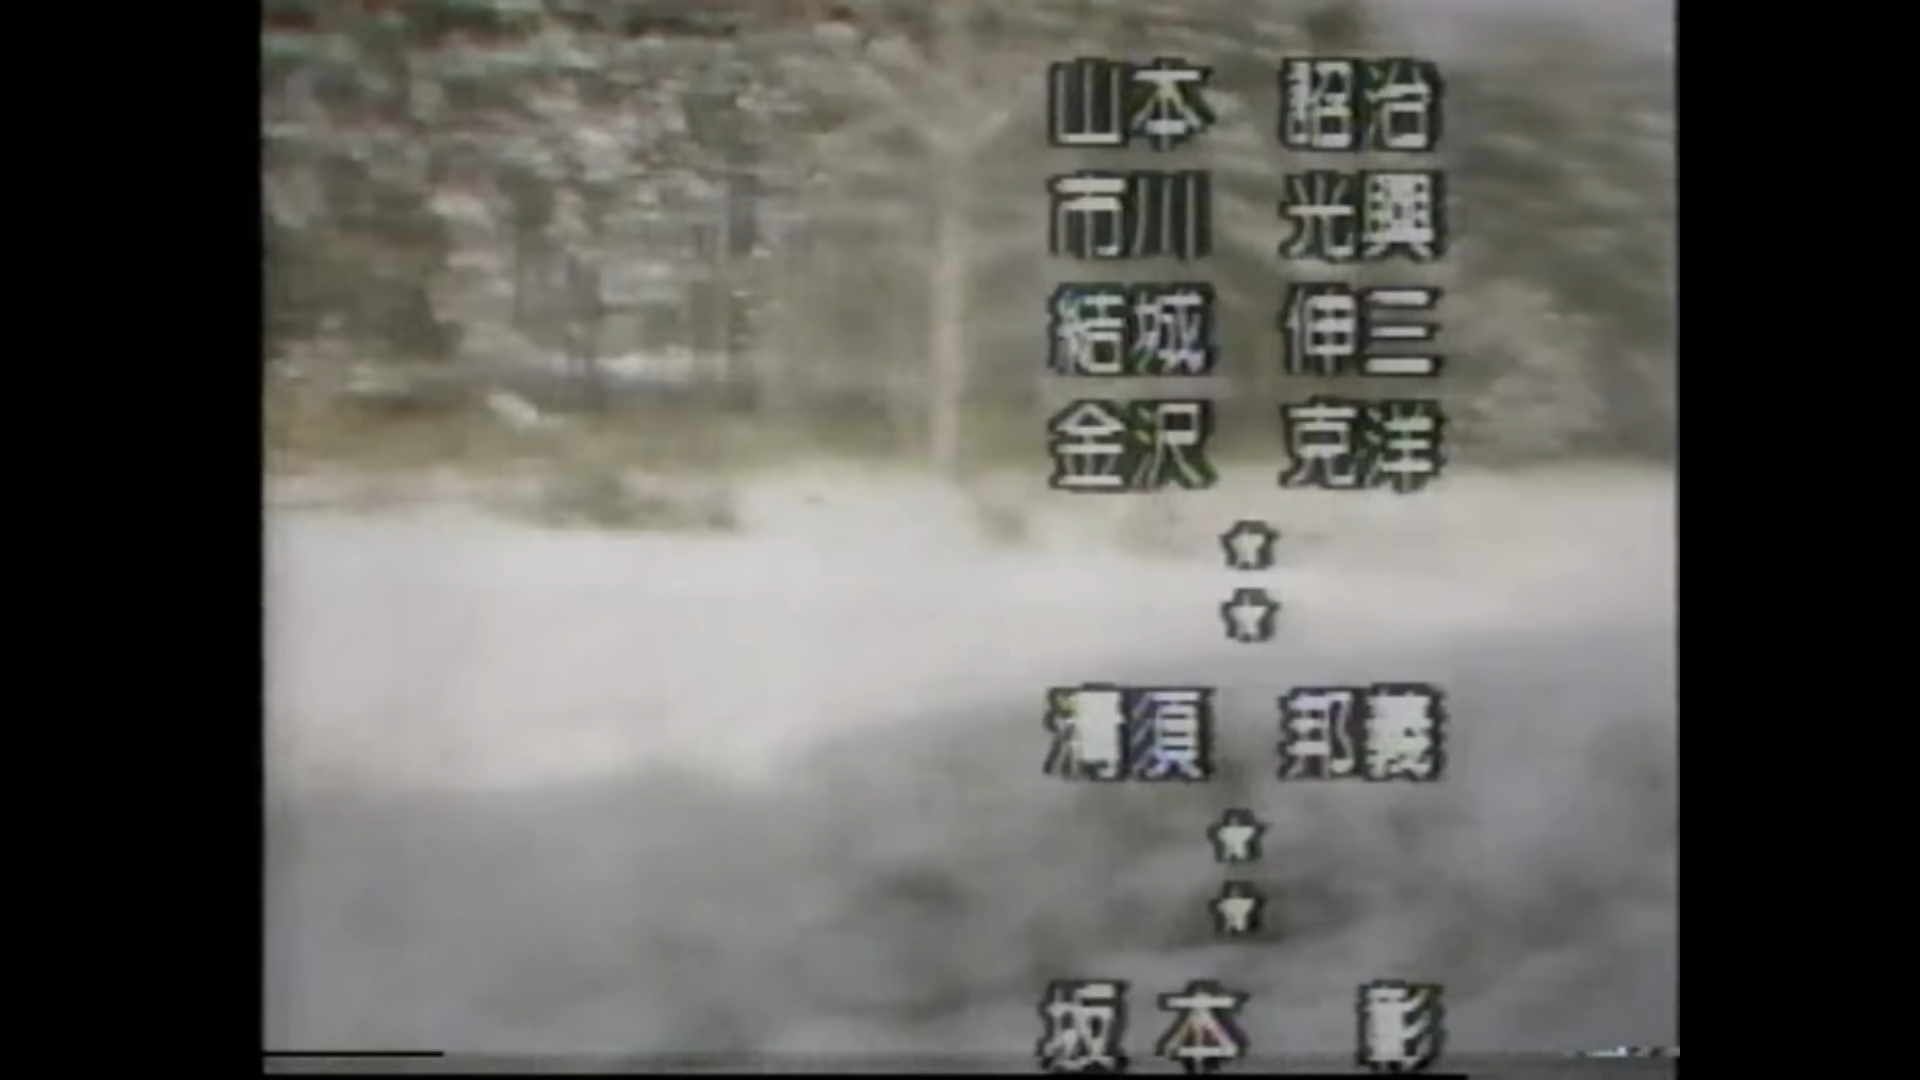 山本 詔治
市川 光興
結城 伸三
金沢 克洋
☆
☆
清須 邦義
☆
☆
坂本 彰